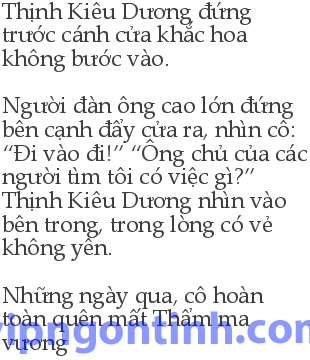 Thịnh Kiêu Dương đứng
trước cánh cửa khắc hoa
không bước vào.
Người đàn ông cao lớn đứng
bên cạnh đẩy cửa ra, nhìn cô:
“Đi vào đi!” “Ông chủ của các
người tìm tôi có việc gì?”
Thịnh Kiêu Dương nhìn vào
bên trong, trong lòng có vẻ
không yên.
Những ngày qua, cô hoàn
toàn quên mất Thẩm ma
vương
vipngontinh.com